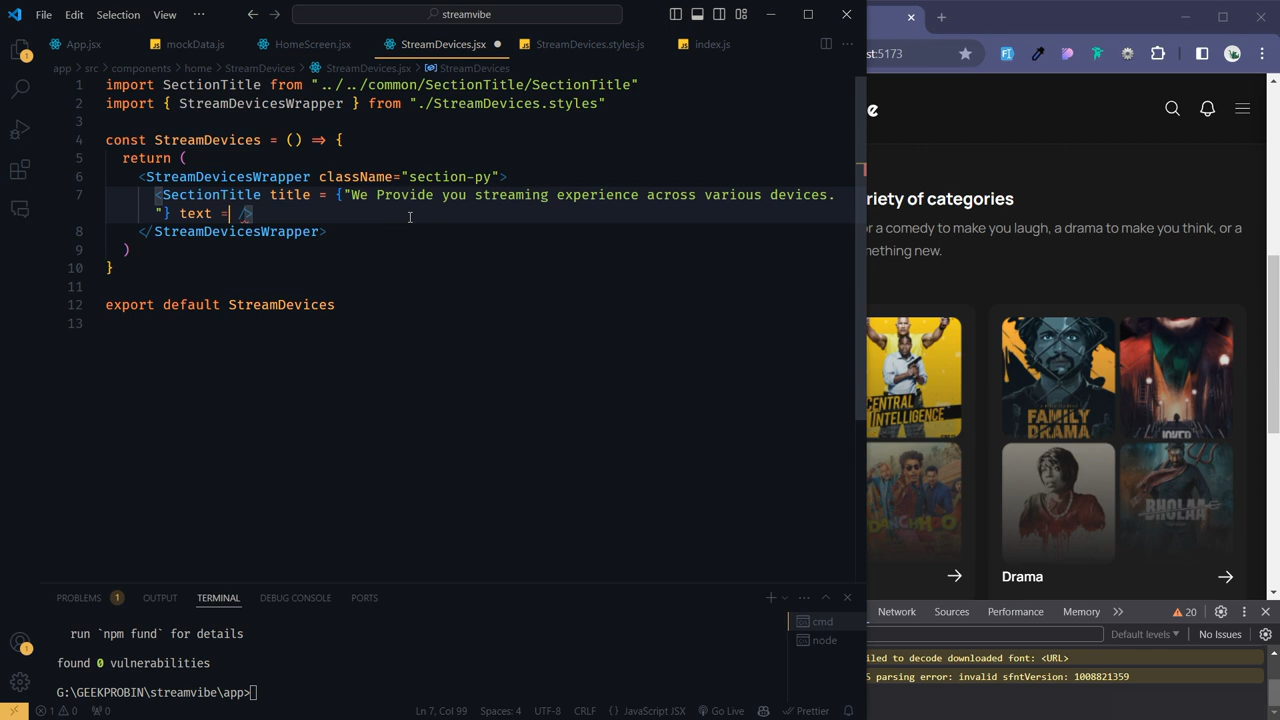 File Edit Selection View ··· streamvibe
App.jsx mockData.js HomeScreen.jsx StreamDevices.jsx StreamDevices.styles.js index.js
app > src > components > home > StreamDevices > StreamDevices.jsx > StreamDevices
1 import SectionTitle from "../../common/SectionTitle/SectionTitle"
2 import { StreamDevicesWrapper } from "./StreamDevices.styles"
3
4 const StreamDevices = () => {
5 return (
6 <StreamDevicesWrapper className="section-py">
7 <SectionTitle title = {"We Provide you streaming experience across various devices.
"} text = />
8 </StreamDevicesWrapper>
9 )
10 }
11
12 export default StreamDevices
13
PROBLEMS 1 OUTPUT TERMINAL DEBUG CONSOLE PORTS
run `npm fund` for details
found 0 vulnerabilities
G:\GEEKPROBIN\streamvibe\app>
cmd
node
1 0 0 Ln 7, Col 99 Spaces: 4 UTF-8 CRLF {} JavaScript JSX Go Live Prettier
st:5173
e
riety of categories
or a comedy to make you laugh, a drama to make you think, or a
mething new.
CENTRAL
INTELLIGENCE
FAMILY
DRAMA
JOKER
BHOLAA
Drama
Network Sources Performance Memory 20
Default levels No Issues
iled to decode downloaded font: <URL>
S parsing error: invalid sfntVersion: 1008821359